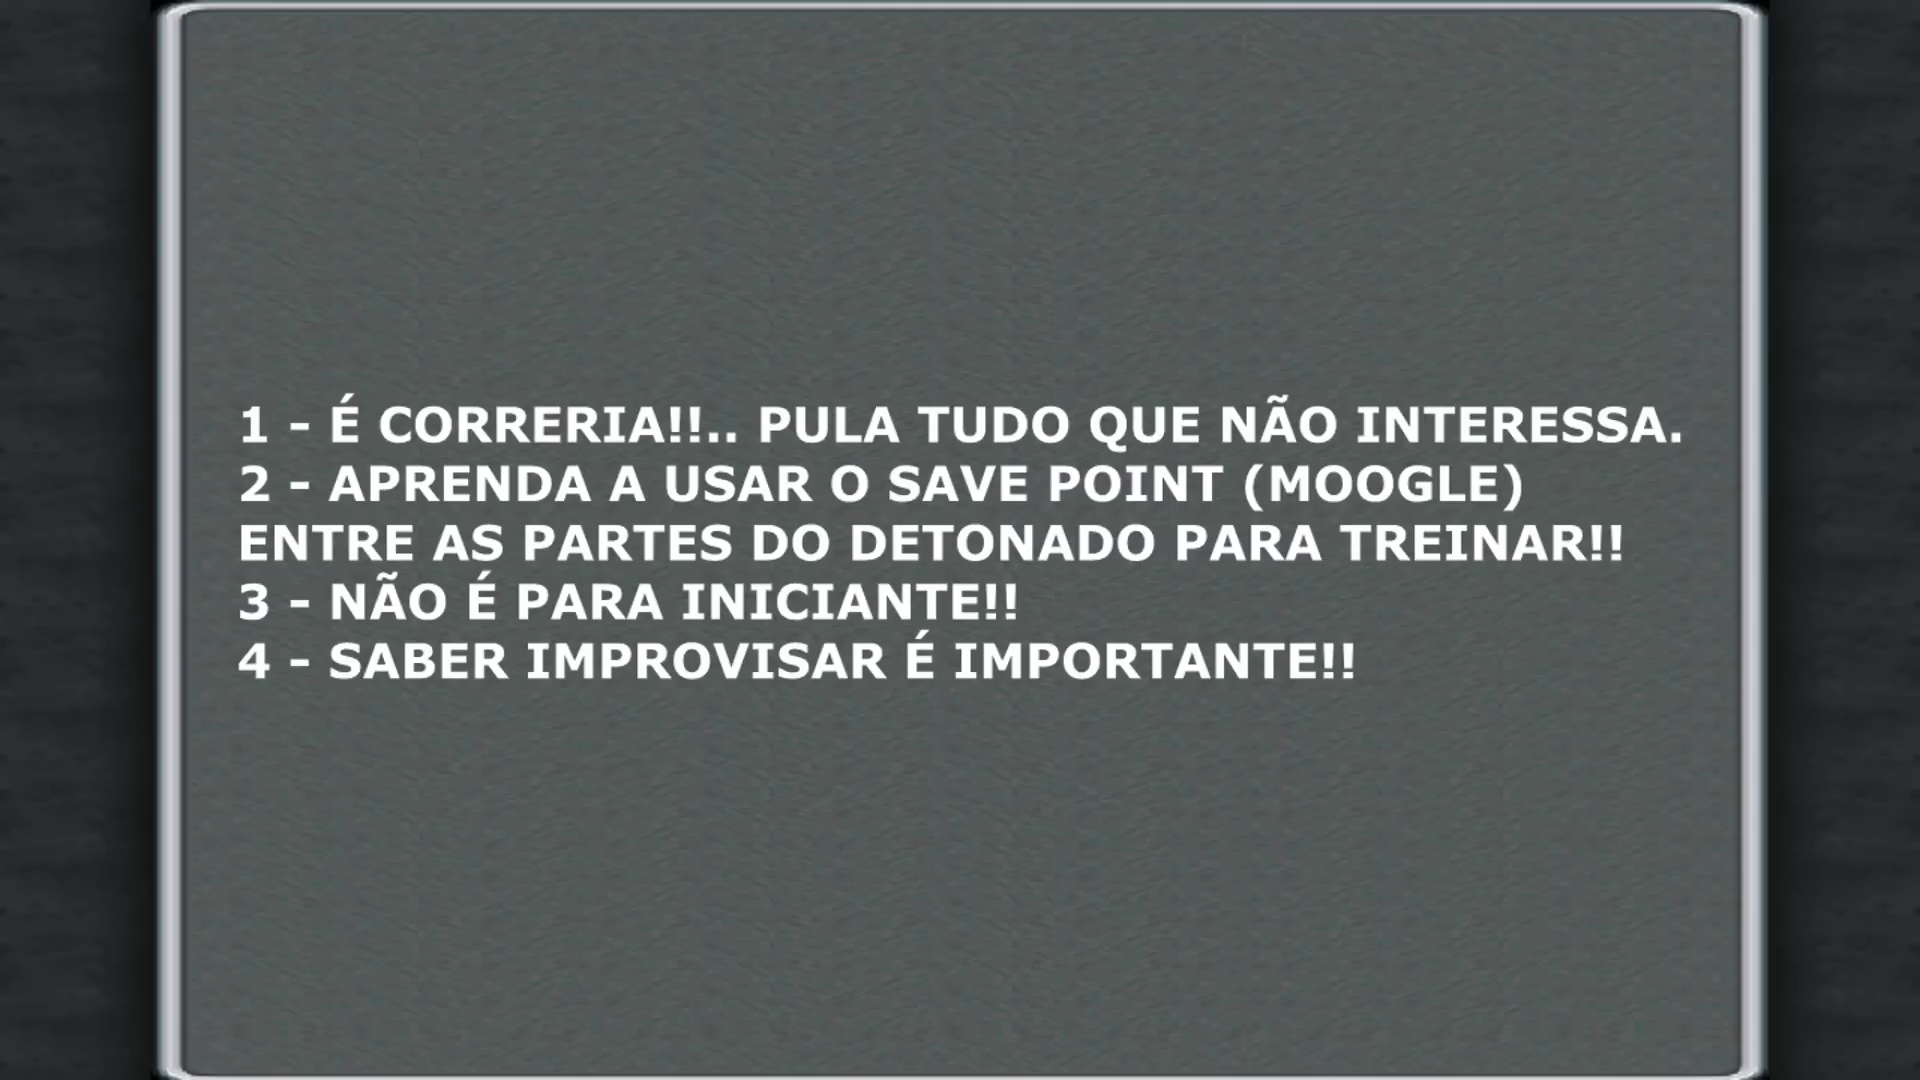 1 - É CORRERIA!!.. PULA TUDO QUE NÃO INTERESSA.
2 - APRENDA A USAR O SAVE POINT (MOOGLE)
ENTRE AS PARTES DO DETONADO PARA TREINAR!!
3 - NÃO É PARA INICIANTE!!
4 - SABER IMPROVISAR É IMPORTANTE!!